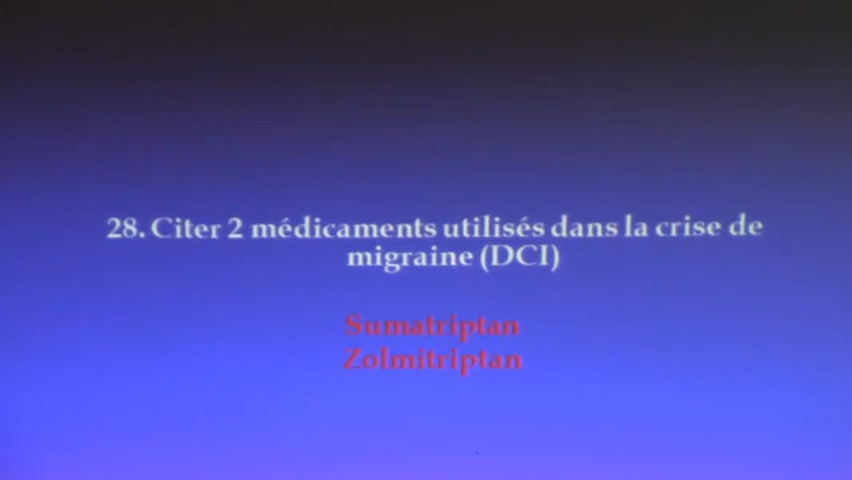 28. Citer 2 médicaments utilisés dans la crise de
migraine (DCI)
Sumatriptan
Zolmitriptan